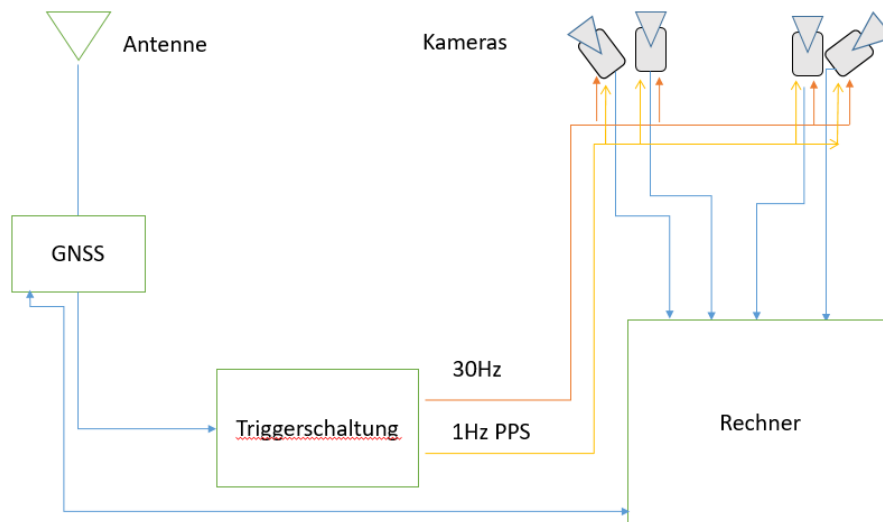 Antenne
Kameras
GNSS
30Hz
Triggerschaltung
1Hz PPS
Rechner